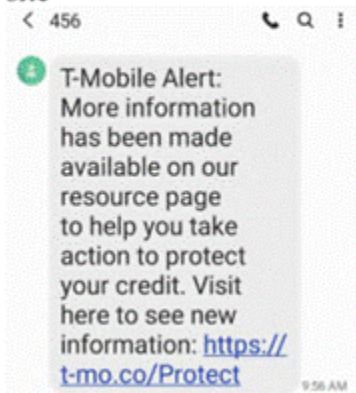 456
T-Mobile Alert:
More information
has been made
available on our
resource page
to help you take
action to protect
your credit. Visit
here to see new
information: https://
t-mo.co/Protect
9:56 AM